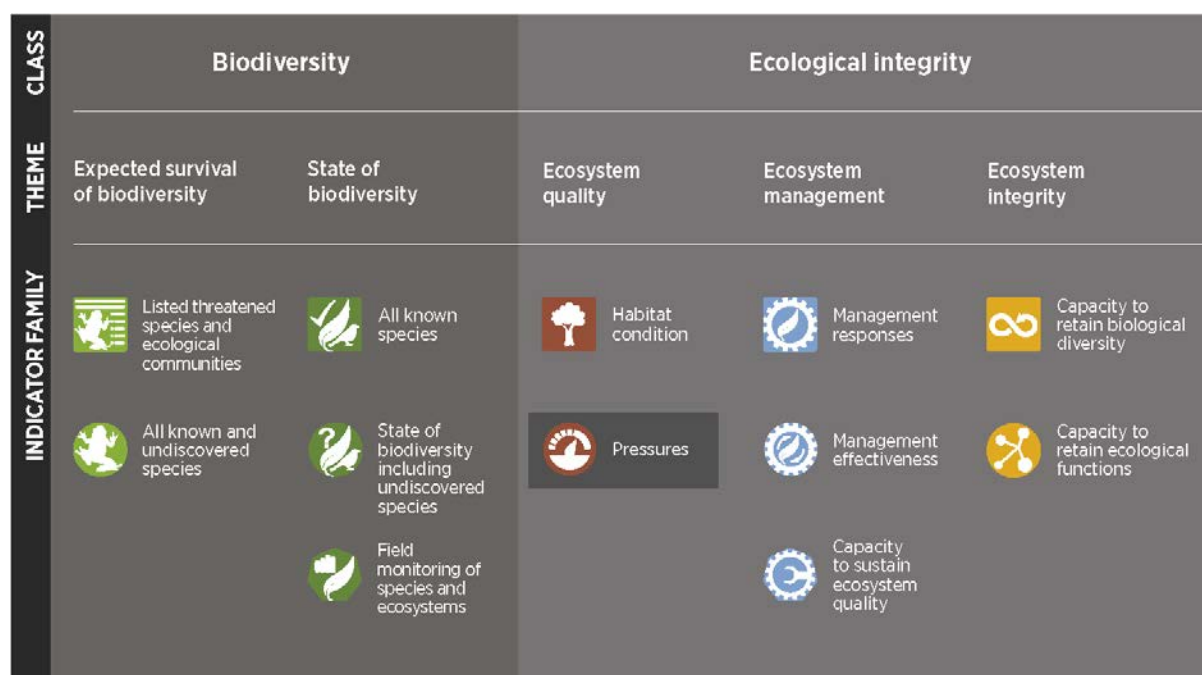 CLASS
Biodiversity
Ecological integrity
THEME
Expected survival
of biodiversity
State of
biodiversity
Ecosystem
quality
Ecosystem
management
Ecosystem
integrity
INDICATOR FAMILY
Listed threatened
species and
ecological
communities
All known
species
Habitat
condition
Management
responses
Capacity to
retain biological
diversity
All known and
undiscovered
species
State of
biodiversity
including
undiscovered
species
Pressures
Management
effectiveness
Capacity to
retain ecological
functions
Field
monitoring of
species and
ecosystems
Capacity
to sustain
ecosystem
quality